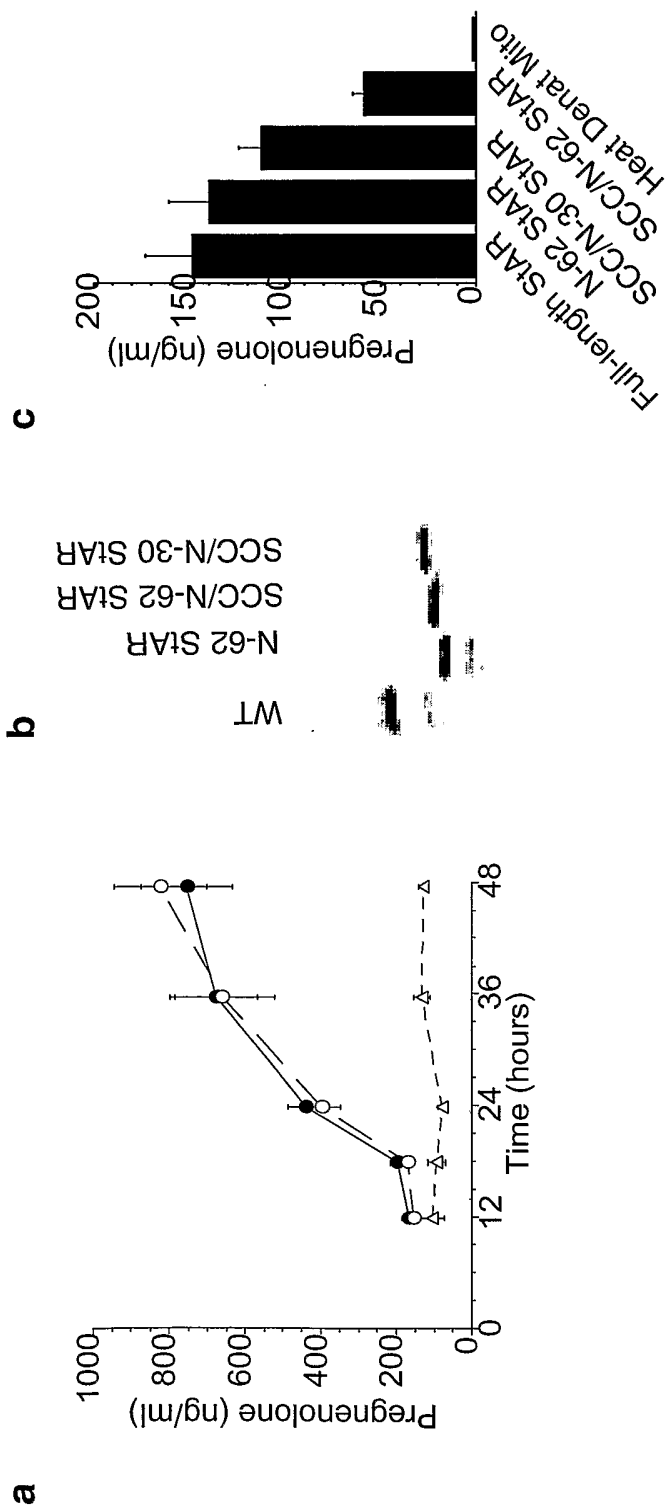 a
Pregnenolone (ng/ml)
1000
800
600
400
200
0
0
12
24
36
48
Time (hours)
b
WT
N-62 StAR
SCC/N-62 StAR
SCC/N-30 StAR
c
Pregnenolone (ng/ml)
200
150
100
50
0
Full-length StAR
N-62 StAR
SCC/N-30 StAR
SCC/N-62 StAR
Heat Denat Mito